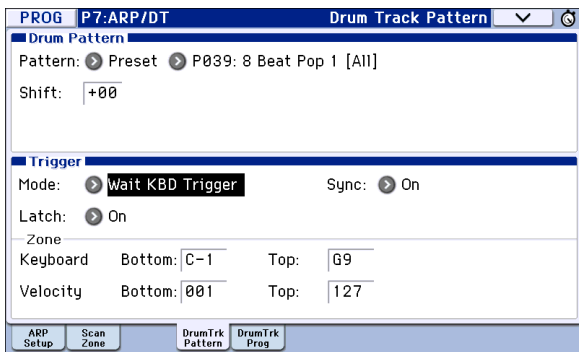 PROG P7:ARP/DT Drum Track Pattern
Drum Pattern
Pattern: Preset P039: 8 Beat Pop 1 [All]
Shift: +00
Trigger
Mode: Wait KBD Trigger Sync: On
Latch: On
Zone
Keyboard Bottom: C-1 Top: G9
Velocity Bottom: 001 Top: 127
ARP Setup Scan Zone DrumTrk Pattern DrumTrk Prog